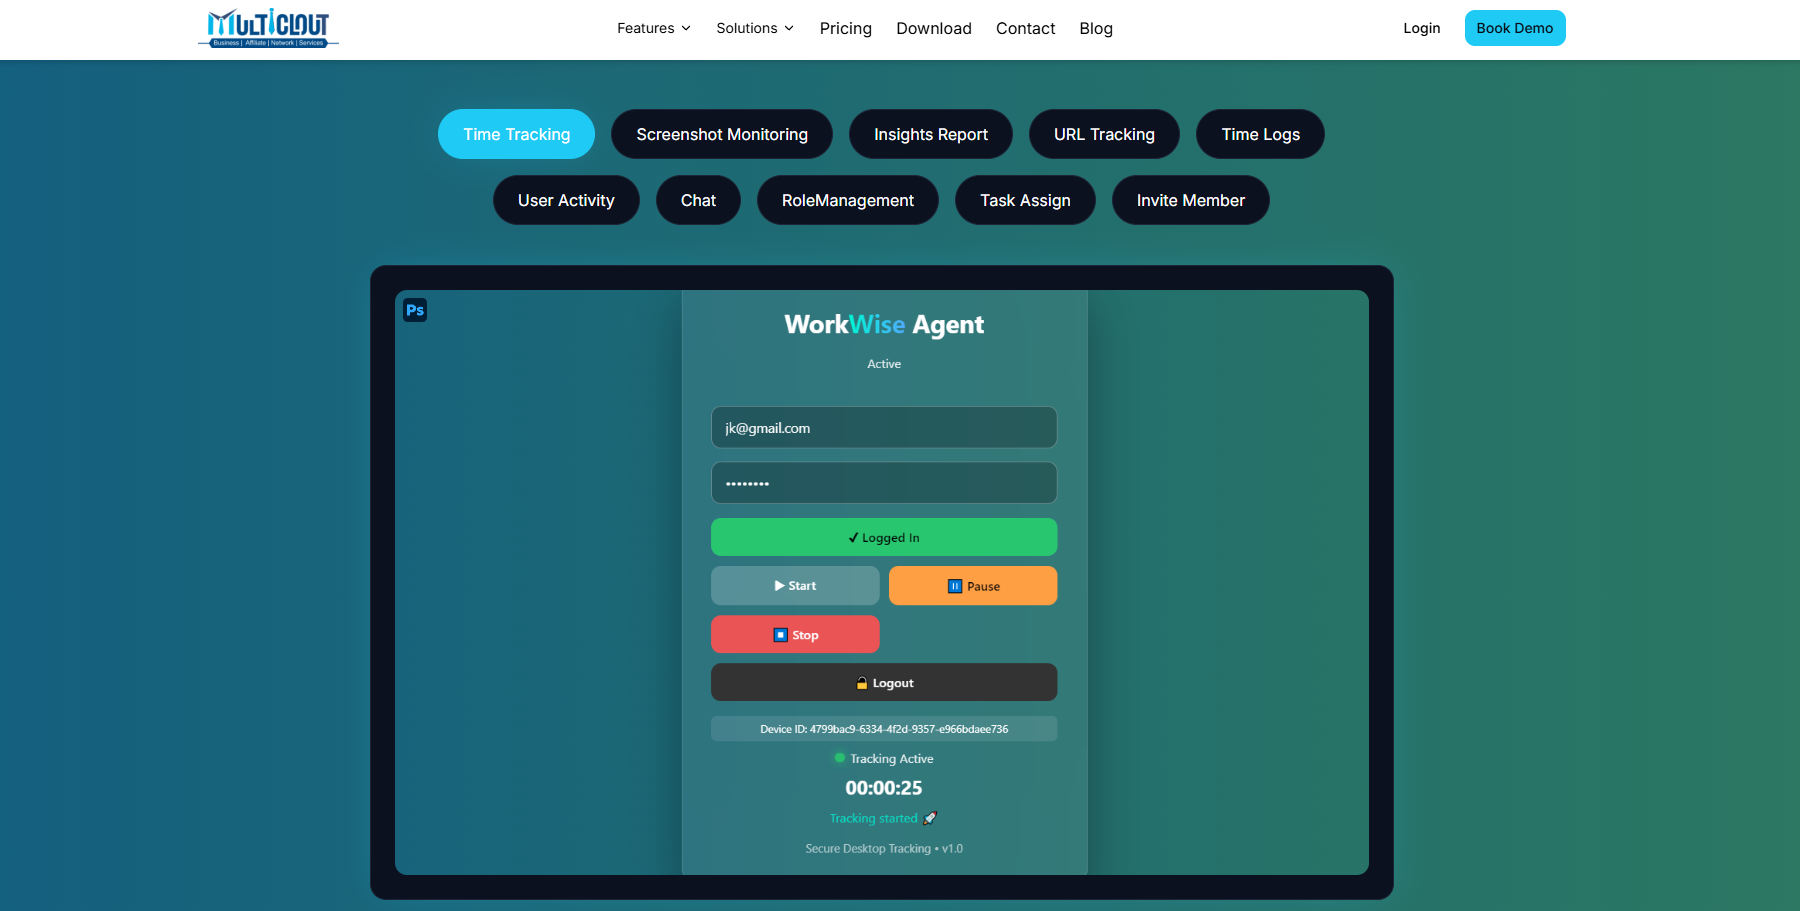 MULTICLOUT
Business | Affiliate | Network | Services
Features Solutions Pricing Download Contact Blog Login Book Demo
Time Tracking Screenshot Monitoring Insights Report URL Tracking Time Logs
User Activity Chat RoleManagement Task Assign Invite Member
Ps
WorkWise Agent
Active
jk@gmail.com
••••••••
✓ Logged In
▶ Start ⏸ Pause
⏹ Stop
🔓 Logout
Device ID: 4799bac9-6334-4f2d-9357-e966bdaee736
Tracking Active
00:00:25
Tracking started 🚀
Secure Desktop Tracking • v1.0